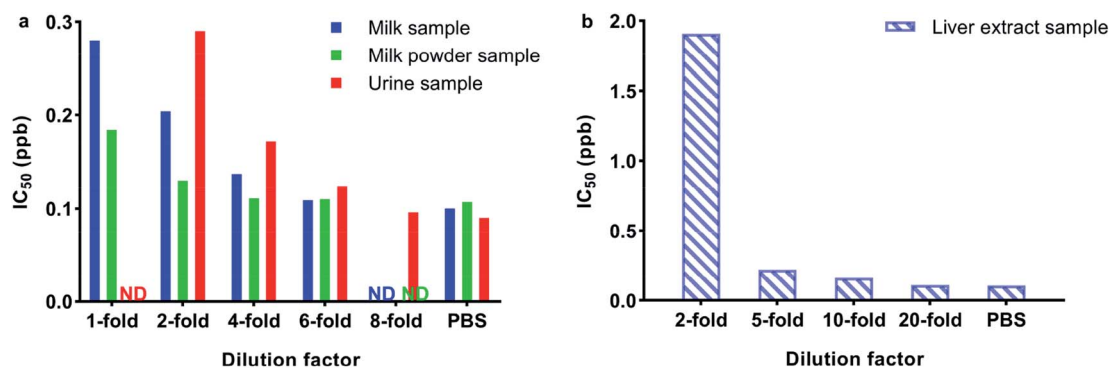 a
Milk sample
Milk powder sample
Urine sample
IC50 (ppb)
0.3
0.2
0.1
0.0
ND
ND
ND
1-fold 2-fold 4-fold 6-fold 8-fold PBS
Dilution factor
b
Liver extract sample
IC50 (ppb)
2.0
1.5
1.0
0.5
0.0
2-fold 5-fold 10-fold 20-fold PBS
Dilution factor